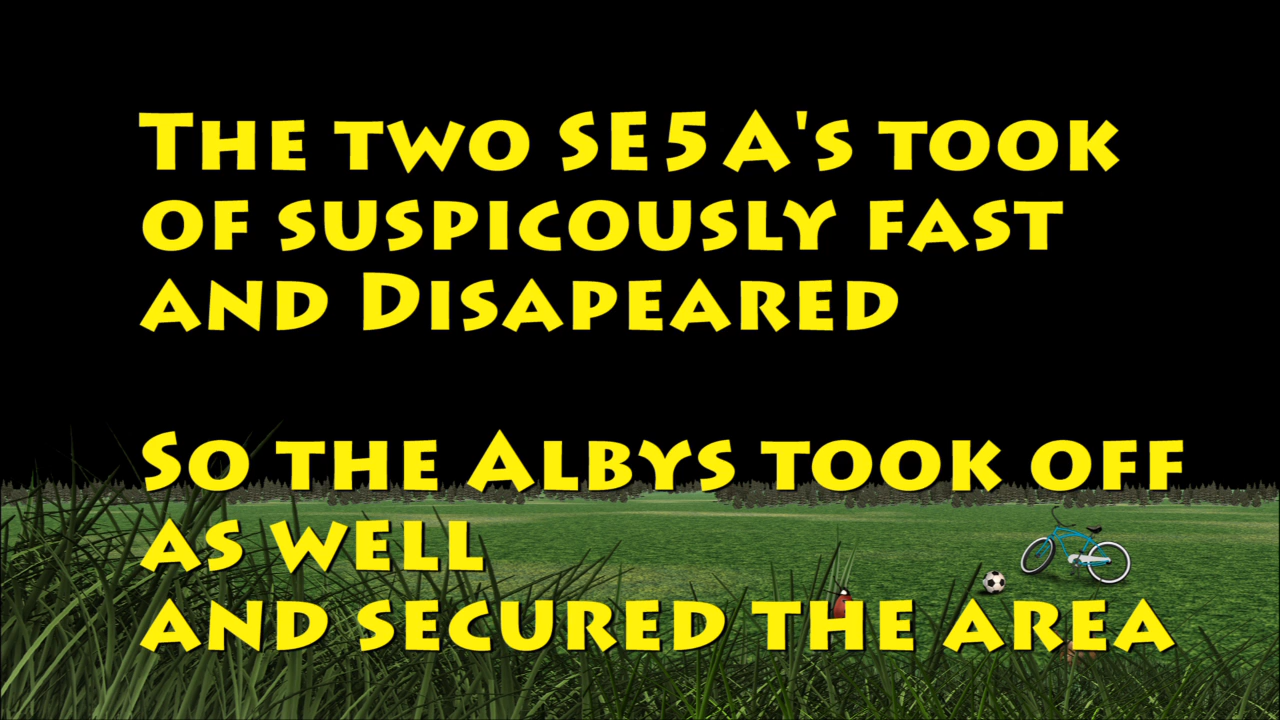 The two SE5A's took
of suspicously fast
and Disapeared
So the Albys took off
as well
and secured the area